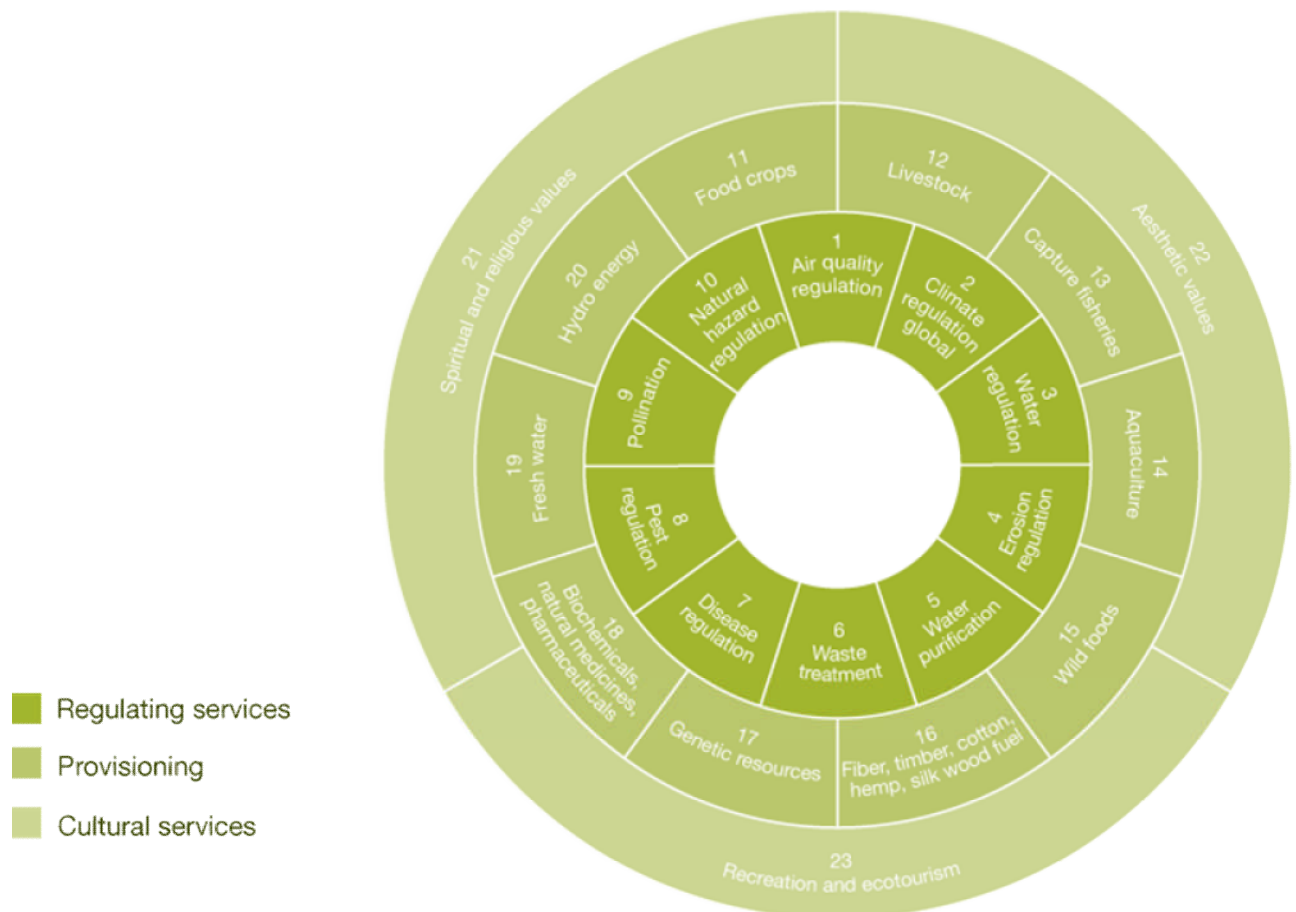 1
Air quality
regulation
2
Climate
regulation
global
3
Water
regulation
4
Erosion
regulation
5
Water
purification
6
Waste
treatment
7
Disease
regulation
8
Pest
regulation
9
Pollination
10
Natural
hazard
regulation
11
Food crops
12
Livestock
13
Capture fisheries
14
Aquaculture
15
Wild foods
16
Fiber, timber, cotton,
hemp, silk wood fuel
17
Genetic resources
18
Biochemicals,
natural medicines,
pharmaceuticals
19
Fresh water
20
Hydro energy
21
Spiritual and religious values
22
Aesthetic values
23
Recreation and ecotourism
Regulating services
Provisioning
Cultural services